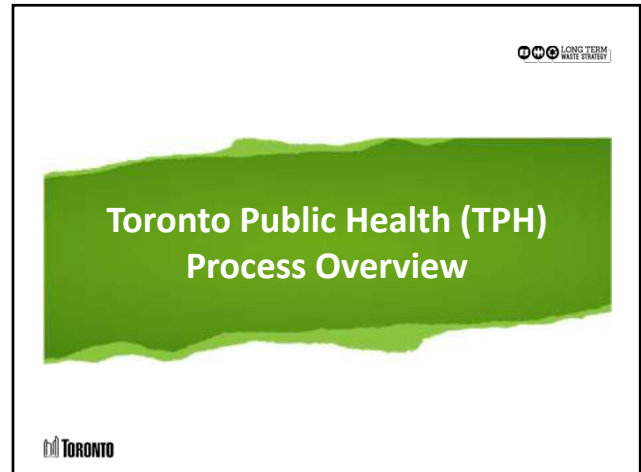 LONG TERM
WASTE STRATEGY
Toronto Public Health (TPH)
Process Overview
TORONTO